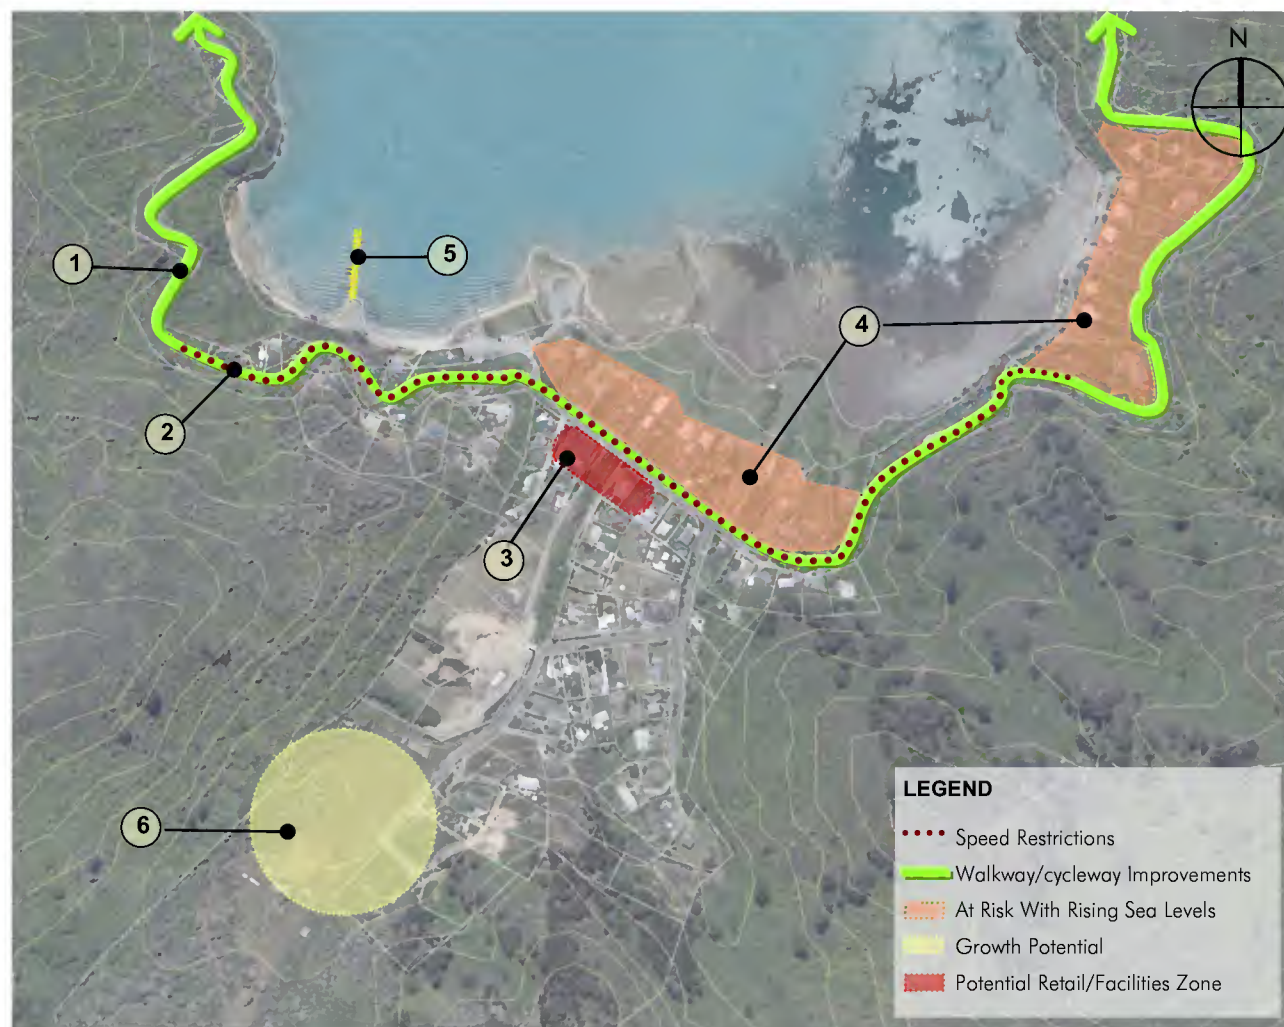 N
1
5
4
2
3
6
LEGEND
Speed Restrictions
Walkway/cycleway Improvements
At Risk With Rising Sea Levels
Growth Potential
Potential Retail/Facilities Zone